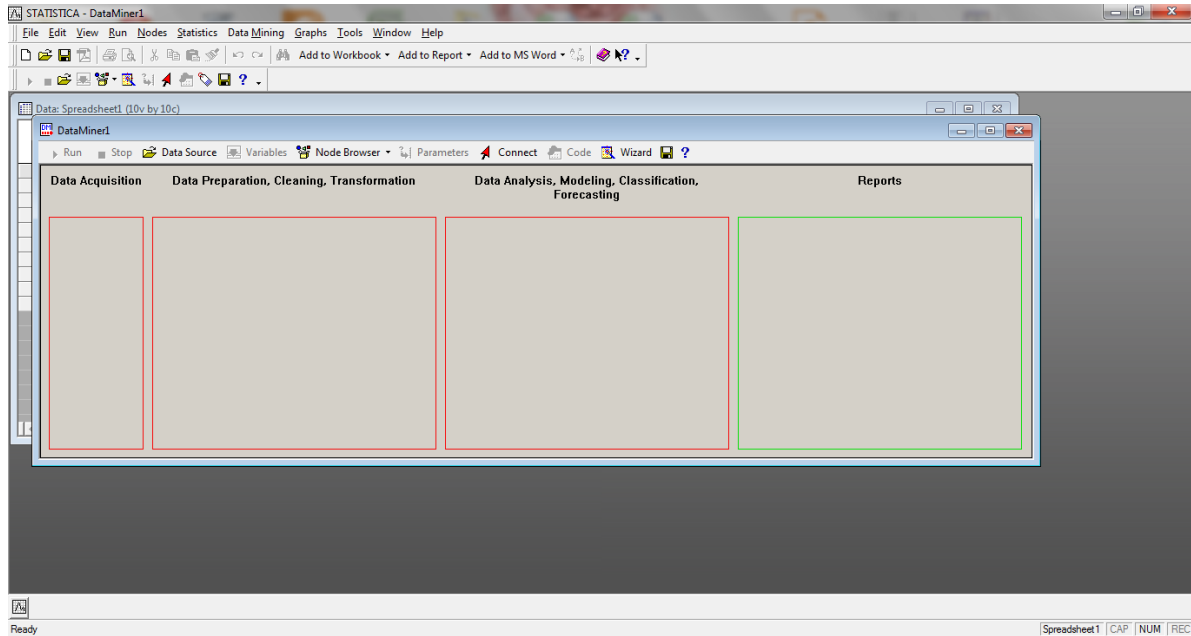 STATISTICA - DataMiner1
File Edit View Run Nodes Statistics Data Mining Graphs Tools Window Help
Add to Workbook Add to Report Add to MS Word
Data: Spreadsheet1 (10v by 10c)
DataMiner1
Run Stop Data Source Variables Node Browser Parameters Connect Code Wizard ?
Data Acquisition Data Preparation, Cleaning, Transformation Data Analysis, Modeling, Classification, Reports
Forecasting
Ready Spreadsheet1 CAP NUM REC